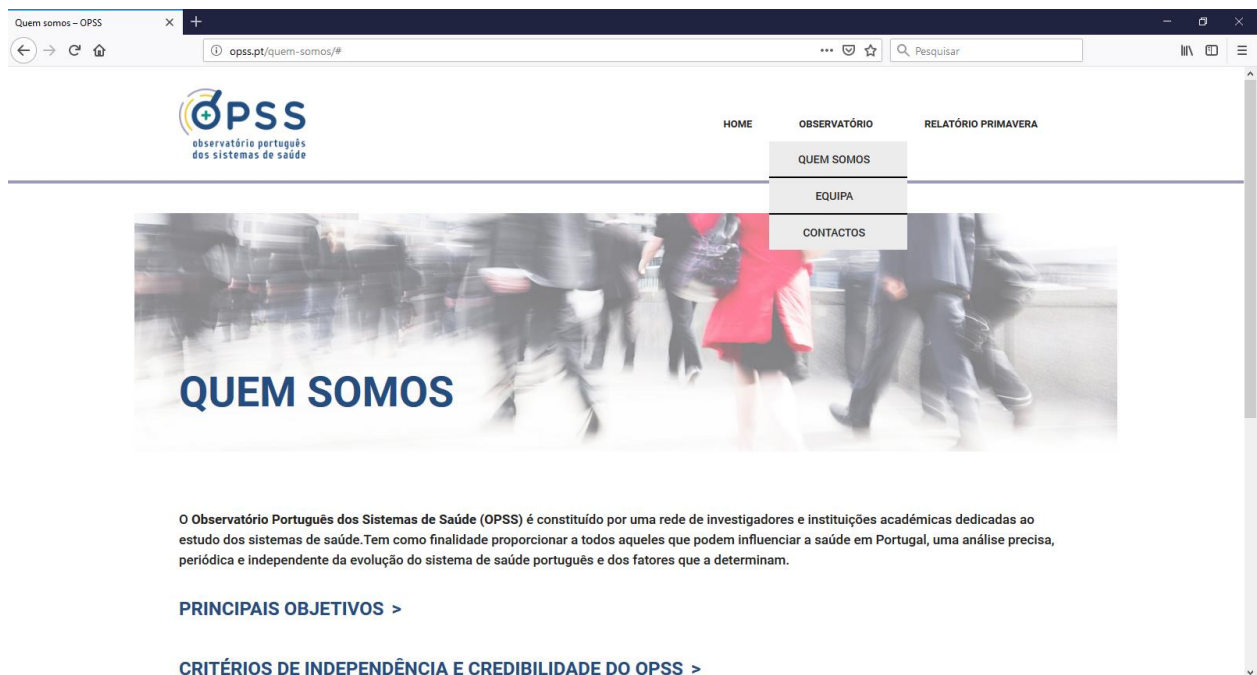 Quem somos – OPSS
opss.pt/quem-somos/#
Pesquisar
OPSS
observatório português
dos sistemas de saúde
HOME
OBSERVATÓRIO
RELATÓRIO PRIMAVERA
QUEM SOMOS
EQUIPA
CONTACTOS
QUEM SOMOS
O Observatório Português dos Sistemas de Saúde (OPSS) é constituído por uma rede de investigadores e instituições académicas dedicadas ao
estudo dos sistemas de saúde.Tem como finalidade proporcionar a todos aqueles que podem influenciar a saúde em Portugal, uma análise precisa,
periódica e independente da evolução do sistema de saúde português e dos fatores que a determinam.
PRINCIPAIS OBJETIVOS >
CRITÉRIOS DE INDEPENDÊNCIA E CREDIBILIDADE DO OPSS >